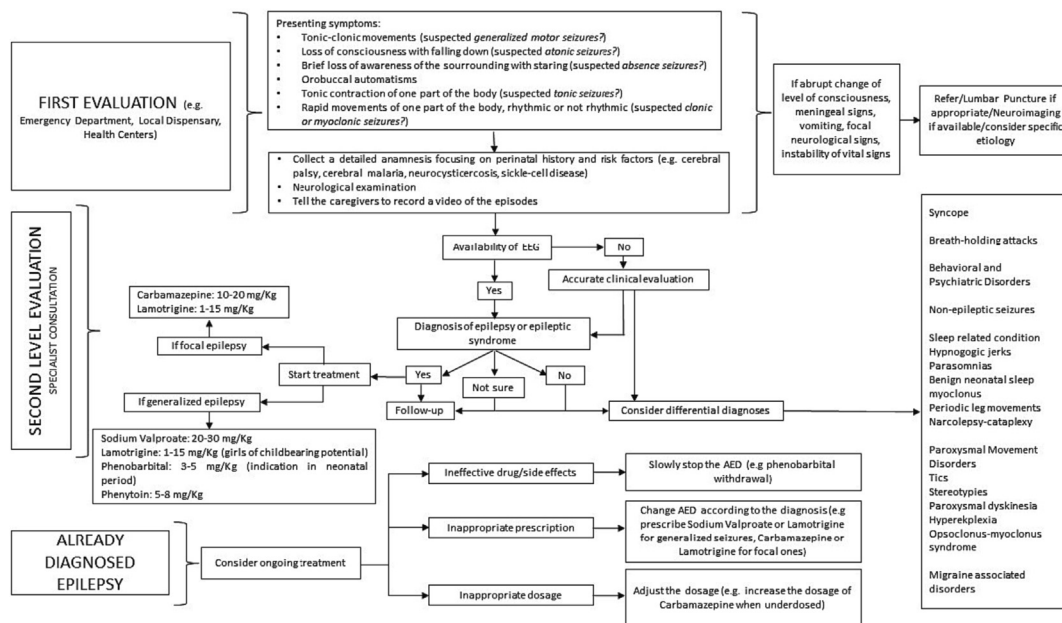 FIRST EVALUATION (e.g.
Emergency Department, Local Dispensary,
Health Centers)
Presenting symptoms:
• Tonic-clonic movements (suspected generalized motor seizures?)
• Loss of consciousness with falling down (suspected atonic seizures?)
• Brief loss of awareness of the sourrounding with staring (suspected absence seizures?)
• Orobuccal automatisms
• Tonic contraction of one part of the body (suspected tonic seizures?)
• Rapid movements of one part of the body, rhythmic or not rhythmic (suspected clonic
or myoclonic seizures?)
• Collect a detailed anamnesis focusing on perinatal history and risk factors (e.g. cerebral
palsy, cerebral malaria, neurocysticercosis, sickle-cell disease)
• Neurological examination
• Tell the caregivers to record a video of the episodes
If abrupt change of
level of consciousness,
meningeal signs,
vomiting, focal
neurological signs,
instability of vital signs
Refer/Lumbar Puncture if
appropriate/Neuroimaging
if available/consider specific
etiology
SECOND LEVEL EVALUATION
SPECIALIST CONSULTATION
Availability of EEG
No
Accurate clinical evaluation
Yes
Diagnosis of epilepsy or epileptic
syndrome
Yes
Not sure
No
Follow-up
Consider differential diagnoses
Start treatment
If focal epilepsy
Carbamazepine: 10-20 mg/Kg
Lamotrigine: 1-15 mg/Kg
If generalized epilepsy
Sodium Valproate: 20-30 mg/Kg
Lamotrigine: 1-15 mg/Kg (girls of childbearing potential)
Phenobarbital: 3-5 mg/Kg (indication in neonatal
period)
Phenytoin: 5-8 mg/Kg
Syncope
Breath-holding attacks
Behavioral and
Psychiatric Disorders
Non-epileptic seizures
Sleep related condition
Hypnogogic jerks
Parasomnias
Benign neonatal sleep
myoclonus
Periodic leg movements
Narcolepsy-cataplexy
Paroxysmal Movement
Disorders
Tics
Stereotypies
Paroxysmal dyskinesia
Hyperekplexia
Opsoclonus-myoclonus
syndrome
Migraine associated
disorders
ALREADY
DIAGNOSED
EPILEPSY
Consider ongoing treatment
Ineffective drug/side effects
Slowly stop the AED (e.g phenobarbital
withdrawal)
Inappropriate prescription
Change AED according to the diagnosis (e.g
prescribe Sodium Valproate or Lamotrigine
for generalized seizures, Carbamazepine or
Lamotrigine for focal ones)
Inappropriate dosage
Adjust the dosage (e.g. increase the dosage of
Carbamazepine when underdosed)